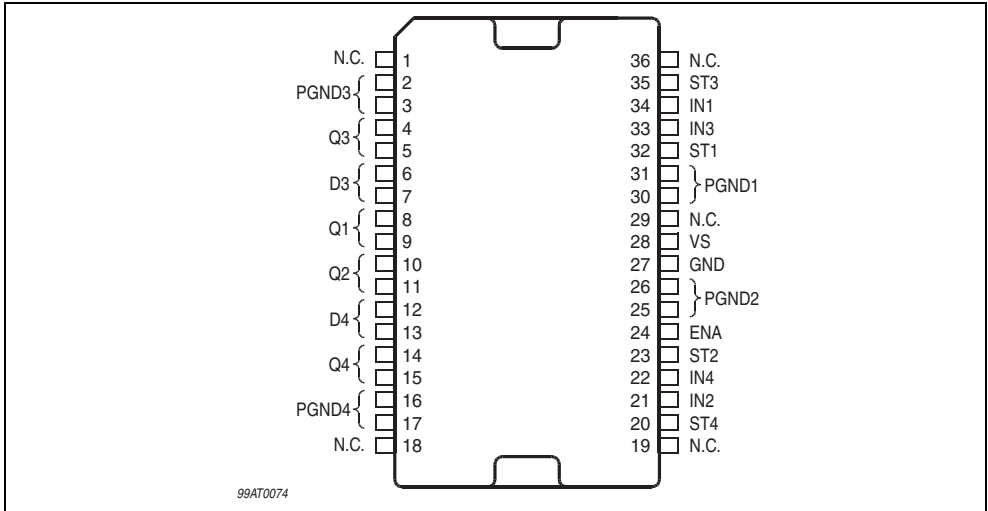 N.C. 1 36 N.C.
PGND3 2 35 ST3
3 34 IN1
Q3 4 33 IN3
5 32 ST1
D3 6 31 PGND1
7 30
Q1 8 29 N.C.
9 28 VS
Q2 10 27 GND
11 26 PGND2
D4 12 25
13 24 ENA
Q4 14 23 ST2
15 22 IN4
PGND4 16 21 IN2
17 20 ST4
N.C. 18 19 N.C.
99AT0074